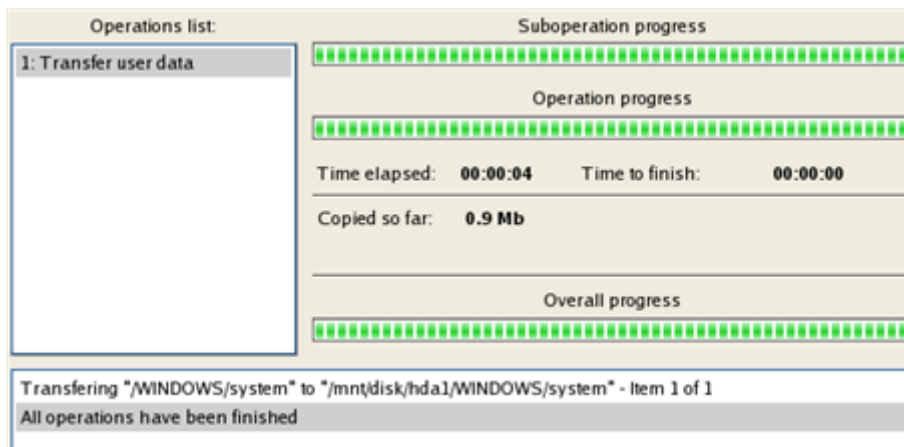 Operations list:
1: Transfer user data
Suboperation progress
Operation progress
Time elapsed: 00:00:04 Time to finish: 00:00:00
Copied so far: 0.9 Mb
Overall progress
Transfering "/WINDOWS/system" to "/mnt/disk/hda1/WINDOWS/system" - Item 1 of 1
All operations have been finished